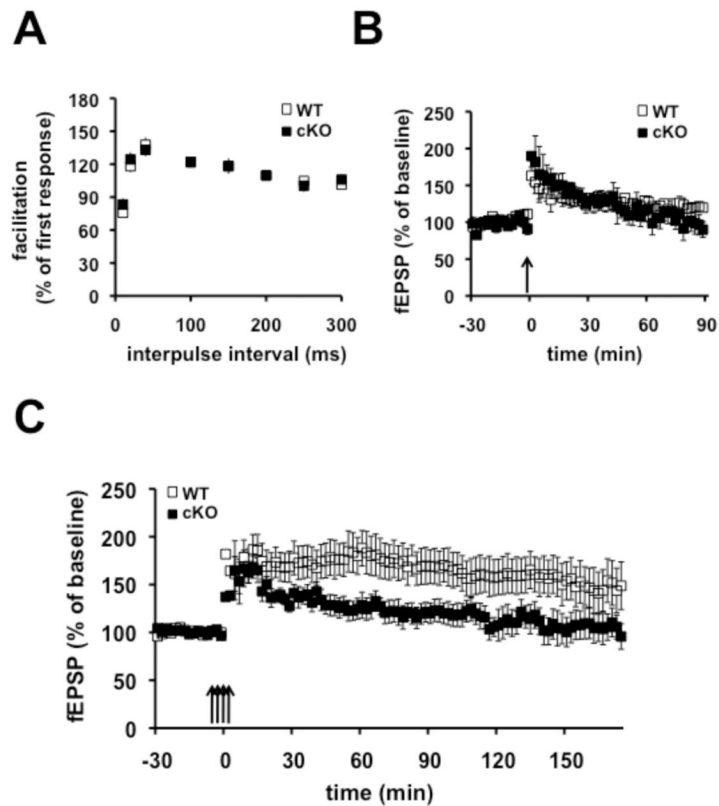 A
B
WT
cKO
180
150
120
90
60
30
0
facilitation
(% of first response)
0
100
200
300
interpulse interval (ms)
WT
cKO
250
200
150
100
50
0
fEPSP (% of baseline)
-30
0
30
60
90
time (min)
C
WT
cKO
250
200
150
100
50
0
fEPSP (% of baseline)
-30
0
30
60
90
120
150
time (min)